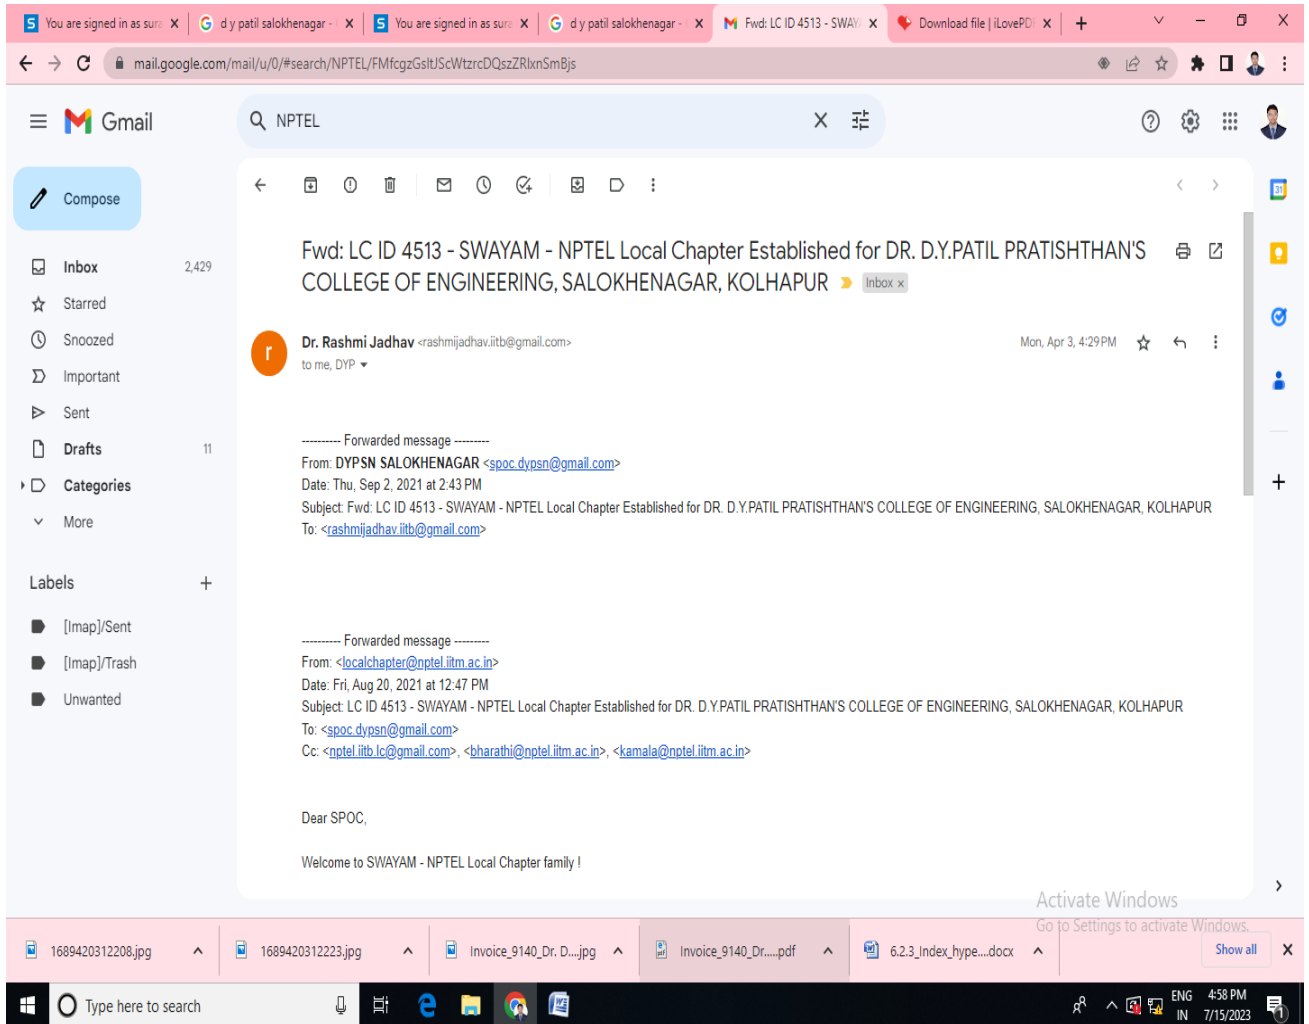 You are signed in as sura
d y patil salokhenagar -
You are signed in as sura
d y patil salokhenagar -
Fwd: LC ID 4513 - SWAY
Download file | iLovePD
mail.google.com/mail/u/0/#search/NPTEL/FMfcgzGsltJScWtzrcDQszZRlxnSmBjs
Gmail
NPTEL
Compose
31
Inbox 2,429
Starred
Snoozed
Important
Sent
Drafts 11
Categories
More
Labels
[Imap]/Sent
[Imap]/Trash
Unwanted
Fwd: LC ID 4513 - SWAYAM - NPTEL Local Chapter Established for DR. D.Y.PATIL PRATISHTHAN'S
COLLEGE OF ENGINEERING, SALOKHENAGAR, KOLHAPUR Inbox x
r
Dr. Rashmi Jadhav <rashmijadhav.iitb@gmail.com> Mon, Apr 3, 4:29 PM
to me, DYP
---------- Forwarded message ---------
From: DYPSN SALOKHENAGAR <spoc.dypsn@gmail.com>
Date: Thu, Sep 2, 2021 at 2:43 PM
Subject: Fwd: LC ID 4513 - SWAYAM - NPTEL Local Chapter Established for DR. D.Y.PATIL PRATISHTHAN'S COLLEGE OF ENGINEERING, SALOKHENAGAR, KOLHAPUR
To: <rashmijadhav.iitb@gmail.com>
---------- Forwarded message ---------
From: <localchapter@nptel.iitm.ac.in>
Date: Fri, Aug 20, 2021 at 12:47 PM
Subject: LC ID 4513 - SWAYAM - NPTEL Local Chapter Established for DR. D.Y.PATIL PRATISHTHAN'S COLLEGE OF ENGINEERING, SALOKHENAGAR, KOLHAPUR
To: <spoc.dypsn@gmail.com>
Cc: <nptel.iitb.lc@gmail.com>, <bharathi@nptel.iitm.ac.in>, <kamala@nptel.iitm.ac.in>
Dear SPOC,
Welcome to SWAYAM - NPTEL Local Chapter family !
Activate Windows
Go to Settings to activate Windows.
1689420312208.jpg
1689420312223.jpg
Invoice_9140_Dr. D....jpg
Invoice_9140_Dr.....pdf
6.2.3_Index_hype....docx
Show all
Type here to search
ENG
IN
4:58 PM
7/15/2023
1